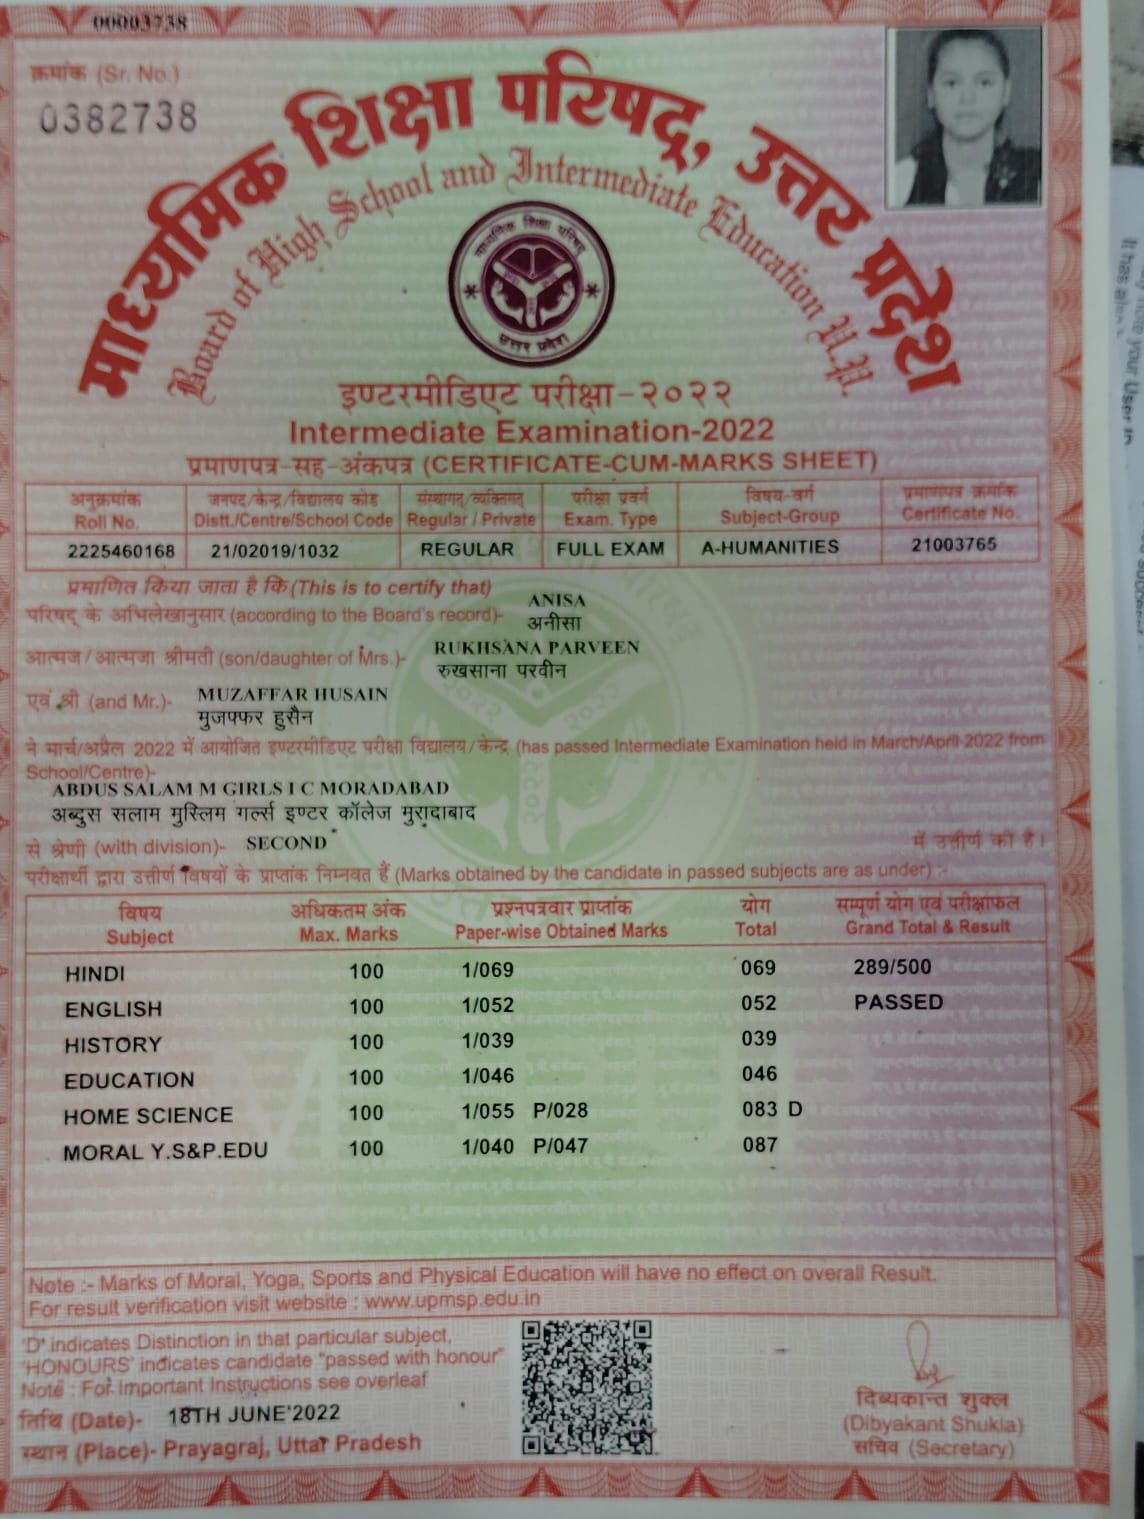 00003738
क्रमांक (Sr. No.)
0382738
माध्यमिक शिक्षा परिषद्, उत्तर प्रदेश
Board of High School and Intermediate Education U.P.
माध्यमिक शिक्षा परिषद्
उत्तर प्रदेश
इण्टरमीडिएट परीक्षा-२०२२
Intermediate Examination-2022
प्रमाणपत्र-सह-अंकपत्र (CERTIFICATE-CUM-MARKS SHEET)
अनुक्रमांक जनपद/केन्द्र/विद्यालय कोड संस्थागत/व्यक्तिगत परीक्षा प्रवर्ग विषय-वर्ग प्रमाणपत्र क्रमांक
Roll No. Distt./Centre/School Code Regular / Private Exam. Type Subject-Group Certificate No.
2225460168 21/02019/1032 REGULAR FULL EXAM A-HUMANITIES 21003765
प्रमाणित किया जाता है कि (This is to certify that)
परिषद् के अभिलेखानुसार (according to the Board's record)- ANISA
अनीसा
आत्मज/आत्मजा श्रीमती (son/daughter of Mrs.)- RUKHSANA PARVEEN
रुखसाना परवीन
एवं श्री (and Mr.)- MUZAFFAR HUSAIN
मुजफ्फर हुसैन
ने मार्च/अप्रैल 2022 में आयोजित इण्टरमीडिएट परीक्षा विद्यालय/केन्द्र (has passed Intermediate Examination held in March/April-2022 from
School/Centre)-
ABDUS SALAM M GIRLS I C MORADABAD
अब्दुस सलाम मुस्लिम गर्ल्स इण्टर कॉलेज मुरादाबाद
से श्रेणी (with division)- SECOND में उत्तीर्ण की है।
परीक्षार्थी द्वारा उत्तीर्ण विषयों के प्राप्तांक निम्नवत हैं (Marks obtained by the candidate in passed subjects are as under) :-
विषय अधिकतम अंक प्रश्नपत्रवार प्राप्तांक योग सम्पूर्ण योग एवं परीक्षाफल
Subject Max. Marks Paper-wise Obtained Marks Total Grand Total & Result
HINDI 100 1/069 069 289/500
ENGLISH 100 1/052 052 PASSED
HISTORY 100 1/039 039
EDUCATION 100 1/046 046
HOME SCIENCE 100 1/055 P/028 083 D
MORAL Y.S&P.EDU 100 1/040 P/047 087
Note :- Marks of Moral, Yoga, Sports and Physical Education will have no effect on overall Result.
For result verification visit website : www.upmsp.edu.in
'D' indicates Distinction in that particular subject,
'HONOURS' indicates candidate "passed with honour"
Note : For Important Instructions see overleaf
तिथि (Date)- 18TH JUNE'2022
स्थान (Place)- Prayagraj, Uttar Pradesh
दिब्यकान्त शुक्ल
(Dibyakant Shukla)
सचिव (Secretary)
your User
It has